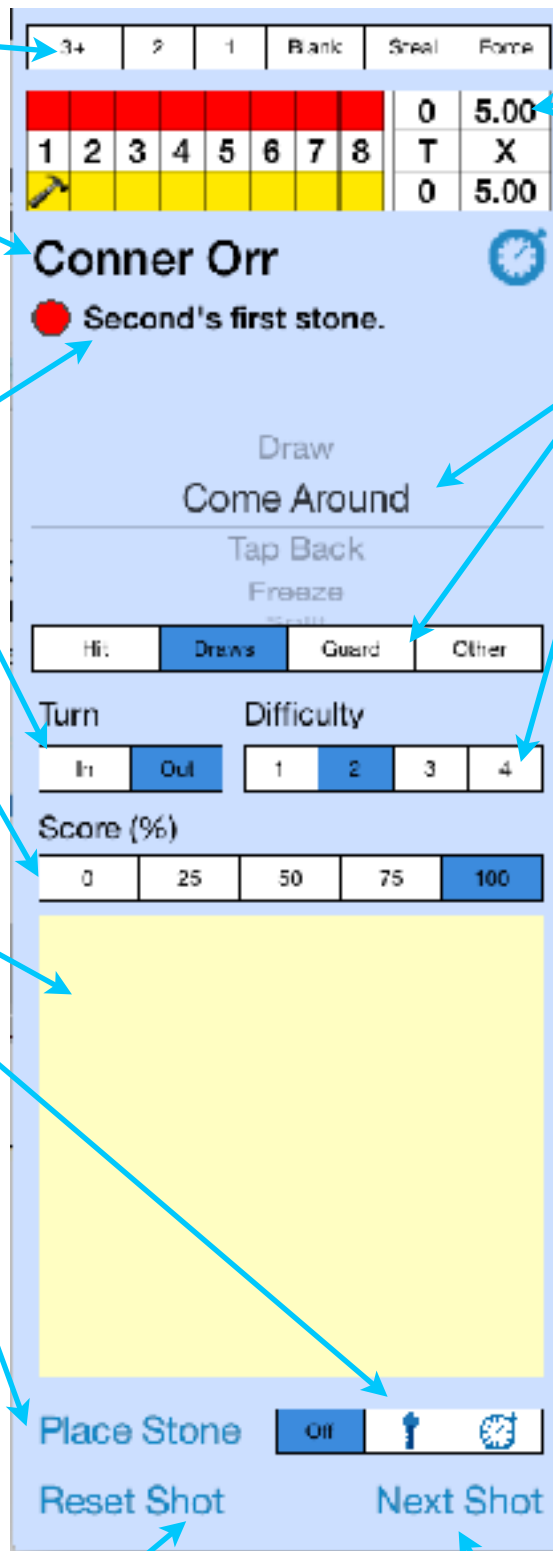 3+ 2 1 Blank Steal Force
0 5.00
1 2 3 4 5 6 7 8 T X
0 5.00
Conner Orr
Second's first stone.
Draw
Come Around
Tap Back
Freeze
Hit Draws Guard Other
Turn Difficulty
In Out 1 2 3 4
Score (%)
0 25 50 75 100
Place Stone Off
Reset Shot Next Shot